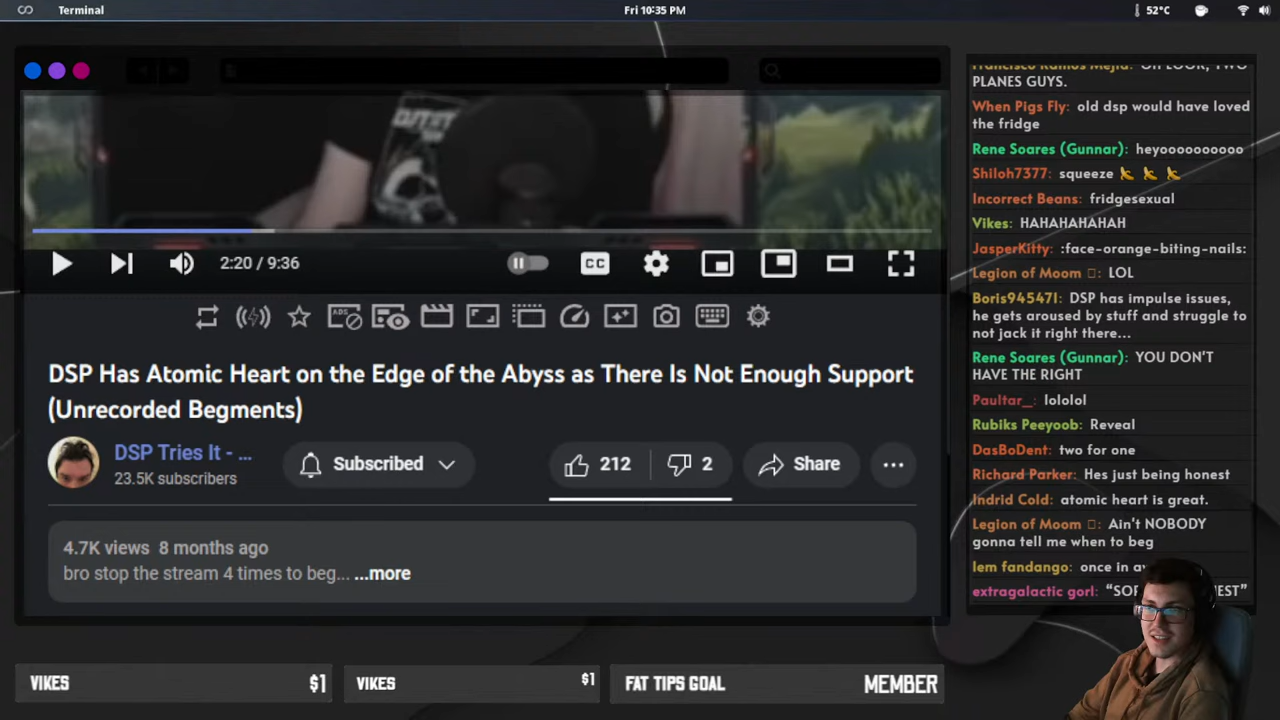 Terminal
Fri 10:35 PM
52°C
2:20 / 9:36
CC
DSP Has Atomic Heart on the Edge of the Abyss as There Is Not Enough Support
(Unrecorded Begments)
DSP Tries It - ...
23.5K subscribers
Subscribed
212
2
Share
4.7K views 8 months ago
bro stop the stream 4 times to beg... ...more
PLANES GUYS.
When Pigs Fly: old dsp would have loved
the fridge
Rene Soares (Gunnar): heyoooooooooo
Shiloh7377: squeeze 🍌 🍌 🍌
Incorrect Beans: fridgesexual
Vikes: HAHAHAHAHAH
JasperKitty: :face-orange-biting-nails:
Legion of Moom : LOL
Boris945471: DSP has impulse issues,
he gets aroused by stuff and struggle to
not jack it right there...
Rene Soares (Gunnar): YOU DON'T
HAVE THE RIGHT
Paultar_: lololol
Rubiks Peeyoob: Reveal
DasBoDent: two for one
Richard Parker: Hes just being honest
Indrid Cold: atomic heart is great.
Legion of Moom : Ain't NOBODY
gonna tell me when to beg
lem fandango: once in
extragalactic gorl:
VIKES $1
VIKES $1
FAT TIPS GOAL MEMBER